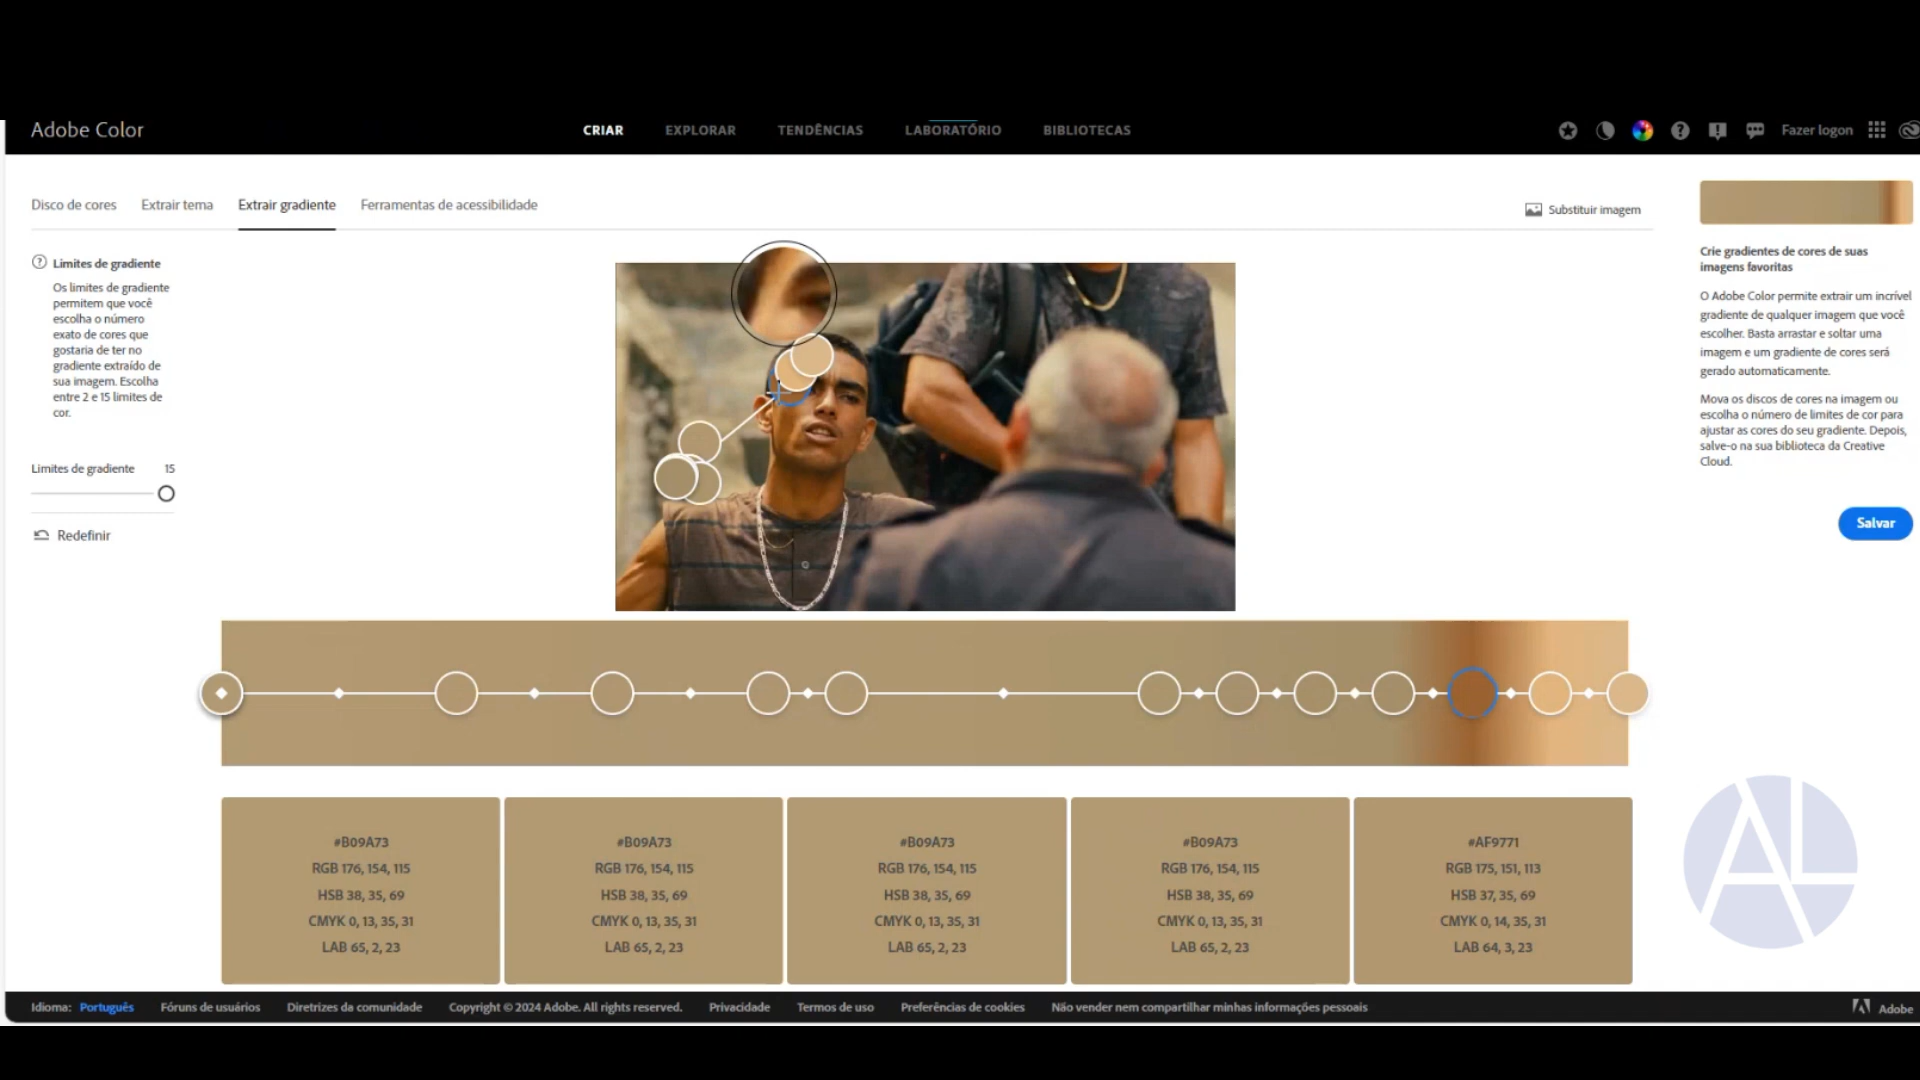 Adobe Color
CRIAR
EXPLORAR
TENDÊNCIAS
LABORATÓRIO
BIBLIOTECAS
Fazer logon
Disco de cores
Extrair tema
Extrair gradiente
Ferramentas de acessibilidade
Substituir imagem
Limites de gradiente
Os limites de gradiente
permitem que você
escolha o número
exato de cores que
gostaria de ter no
gradiente extraído de
sua imagem. Escolha
entre 2 e 15 limites de
cor.
Limites de gradiente 15
Redefinir
Crie gradientes de cores de suas
imagens favoritas
O Adobe Color permite extrair um incrível
gradiente de qualquer imagem que você
escolher. Basta arrastar e soltar uma
imagem e um gradiente de cores será
gerado automaticamente.
Mova os discos de cores na imagem ou
escolha o número de limites de cor para
ajustar as cores do seu gradiente. Depois,
salve-o na sua biblioteca da Creative
Cloud.
Salvar
#B09A73
RGB 176, 154, 115
HSB 38, 35, 69
CMYK 0, 13, 35, 31
LAB 65, 2, 23
#B09A73
RGB 176, 154, 115
HSB 38, 35, 69
CMYK 0, 13, 35, 31
LAB 65, 2, 23
#B09A73
RGB 176, 154, 115
HSB 38, 35, 69
CMYK 0, 13, 35, 31
LAB 65, 2, 23
#B09A73
RGB 176, 154, 115
HSB 38, 35, 69
CMYK 0, 13, 35, 31
LAB 65, 2, 23
#AF9771
RGB 175, 151, 113
HSB 37, 35, 69
CMYK 0, 14, 35, 31
LAB 64, 3, 23
AL
Idioma: Português
Fóruns de usuários
Diretrizes da comunidade
Copyright © 2024 Adobe. All rights reserved.
Privacidade
Termos de uso
Preferências de cookies
Não vender nem compartilhar minhas informações pessoais
Adobe